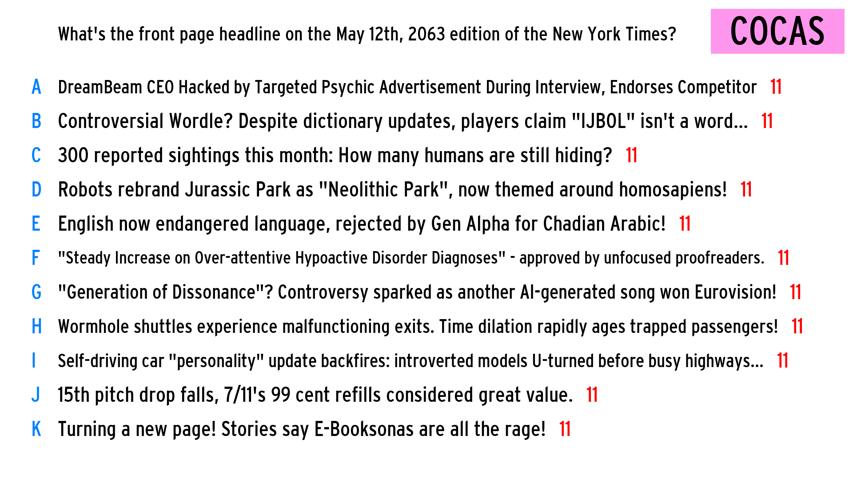 What's the front page headline on the May 12th, 2063 edition of the New York Times?
COCAS
A DreamBeam CEO Hacked by Targeted Psychic Advertisement During Interview, Endorses Competitor 11
B Controversial Wordle? Despite dictionary updates, players claim "IJBOL" isn't a word... 11
C 300 reported sightings this month: How many humans are still hiding? 11
D Robots rebrand Jurassic Park as "Neolithic Park", now themed around homosapiens! 11
E English now endangered language, rejected by Gen Alpha for Chadian Arabic! 11
F "Steady Increase on Over-attentive Hypoactive Disorder Diagnoses" - approved by unfocused proofreaders. 11
G "Generation of Dissonance"? Controversy sparked as another AI-generated song won Eurovision! 11
H Wormhole shuttles experience malfunctioning exits. Time dilation rapidly ages trapped passengers! 11
I Self-driving car "personality" update backfires: introverted models U-turned before busy highways... 11
J 15th pitch drop falls, 7/11's 99 cent refills considered great value. 11
K Turning a new page! Stories say E-Booksonas are all the rage! 11